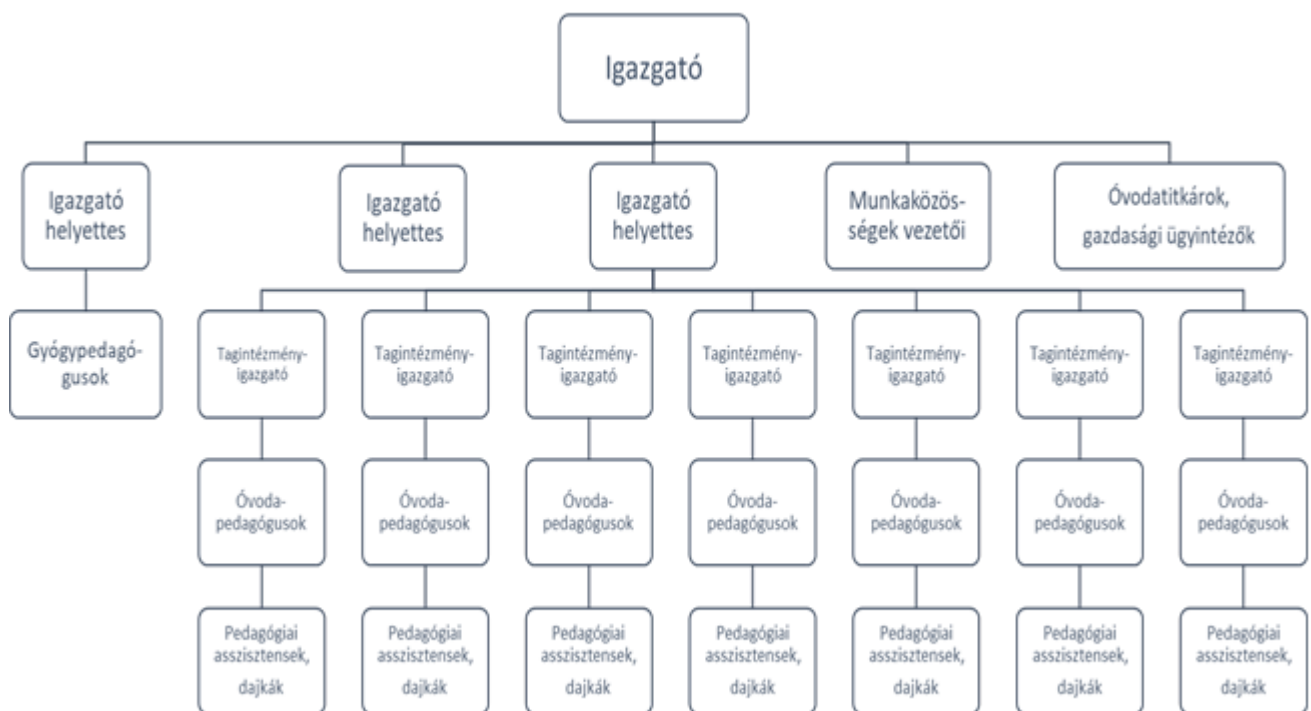 Igazgató
Igazgató
helyettes
Igazgató
helyettes
Igazgató
helyettes
Munkaközös-
ségek vezetői
Óvodatitkárok,
gazdasági ügyintézők
Gyógypedagó-
gusok
Tagintézmény-
igazgató
Tagintézmény-
igazgató
Tagintézmény-
igazgató
Tagintézmény-
igazgató
Tagintézmény-
igazgató
Tagintézmény-
igazgató
Tagintézmény-
igazgató
Óvoda-
pedagógusok
Óvoda-
pedagógusok
Óvoda-
pedagógusok
Óvoda-
pedagógusok
Óvoda-
pedagógusok
Óvoda-
pedagógusok
Óvoda-
pedagógusok
Pedagógiai
asszisztensek,
dajkák
Pedagógiai
asszisztensek,
dajkák
Pedagógiai
asszisztensek,
dajkák
Pedagógiai
asszisztensek,
dajkák
Pedagógiai
asszisztensek,
dajkák
Pedagógiai
asszisztensek,
dajkák
Pedagógiai
asszisztensek,
dajkák